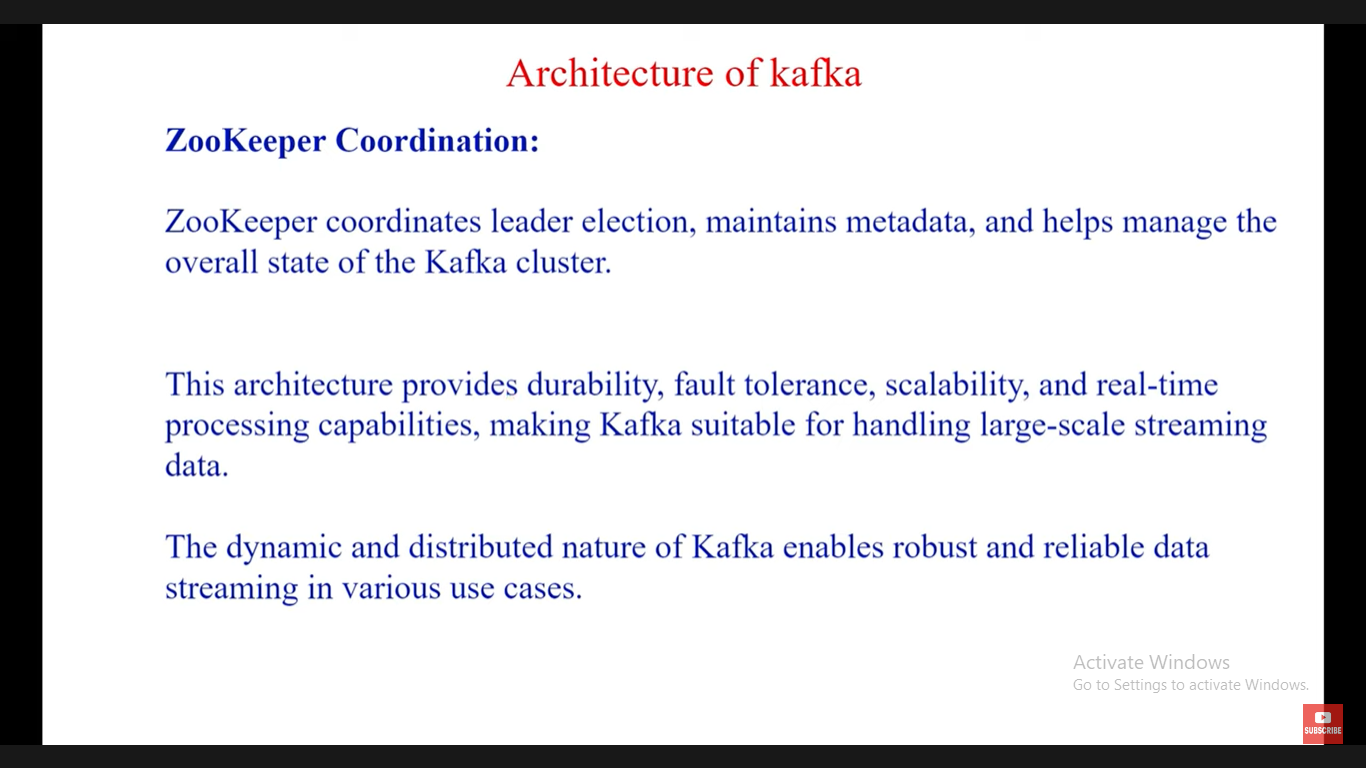 Architecture of kafka
ZooKeeper Coordination:
ZooKeeper coordinates leader election, maintains metadata, and helps manage the
overall state of the Kafka cluster.
This architecture provides durability, fault tolerance, scalability, and real-time
processing capabilities, making Kafka suitable for handling large-scale streaming
data.
The dynamic and distributed nature of Kafka enables robust and reliable data
streaming in various use cases.
Activate Windows
Go to Settings to activate Windows.
SUBSCRIBE